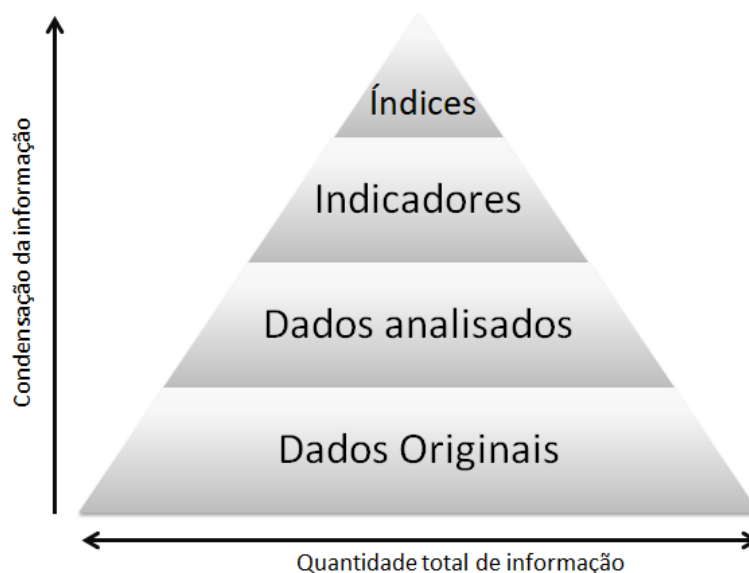 Índices
Indicadores
Dados analisados
Dados Originais
Condensação da informação
Quantidade total de informação